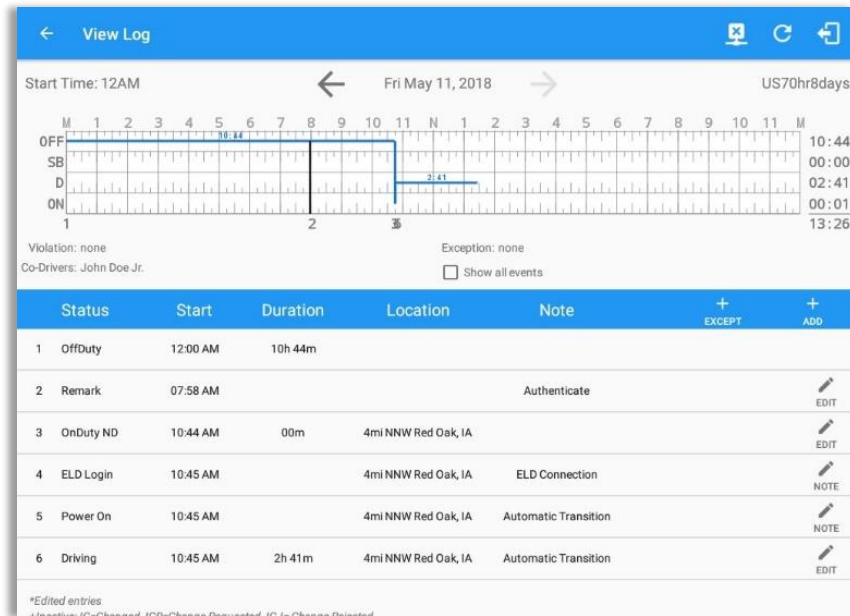 View Log
Start Time: 12AM Fri May 11, 2018 US70hr8days
M 1 2 3 4 5 6 7 8 9 10 11 N 1 2 3 4 5 6 7 8 9 10 11 M
OFF 10:44 10:44
SB 00:00
D 2:41 02:41
ON 00:01
1 2 13:26
Violation: none Exception: none
Co-Drivers: John Doe Jr. Show all events
Status Start Duration Location Note + EXCEPT + ADD
1 OffDuty 12:00 AM 10h 44m
2 Remark 07:58 AM Authenticate EDIT
3 OnDuty ND 10:44 AM 00m 4mi NNW Red Oak, IA EDIT
4 ELD Login 10:45 AM 4mi NNW Red Oak, IA ELD Connection NOTE
5 Power On 10:45 AM 4mi NNW Red Oak, IA Automatic Transition NOTE
6 Driving 10:45 AM 2h 41m 4mi NNW Red Oak, IA Automatic Transition EDIT
*Edited entries